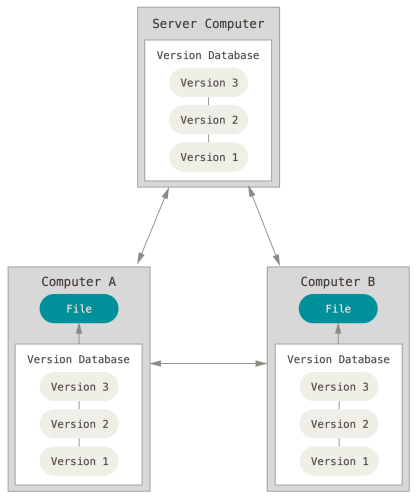 Server Computer
Version Database
Version 3
Version 2
Version 1
Computer A
File
Version Database
Version 3
Version 2
Version 1
Computer B
File
Version Database
Version 3
Version 2
Version 1